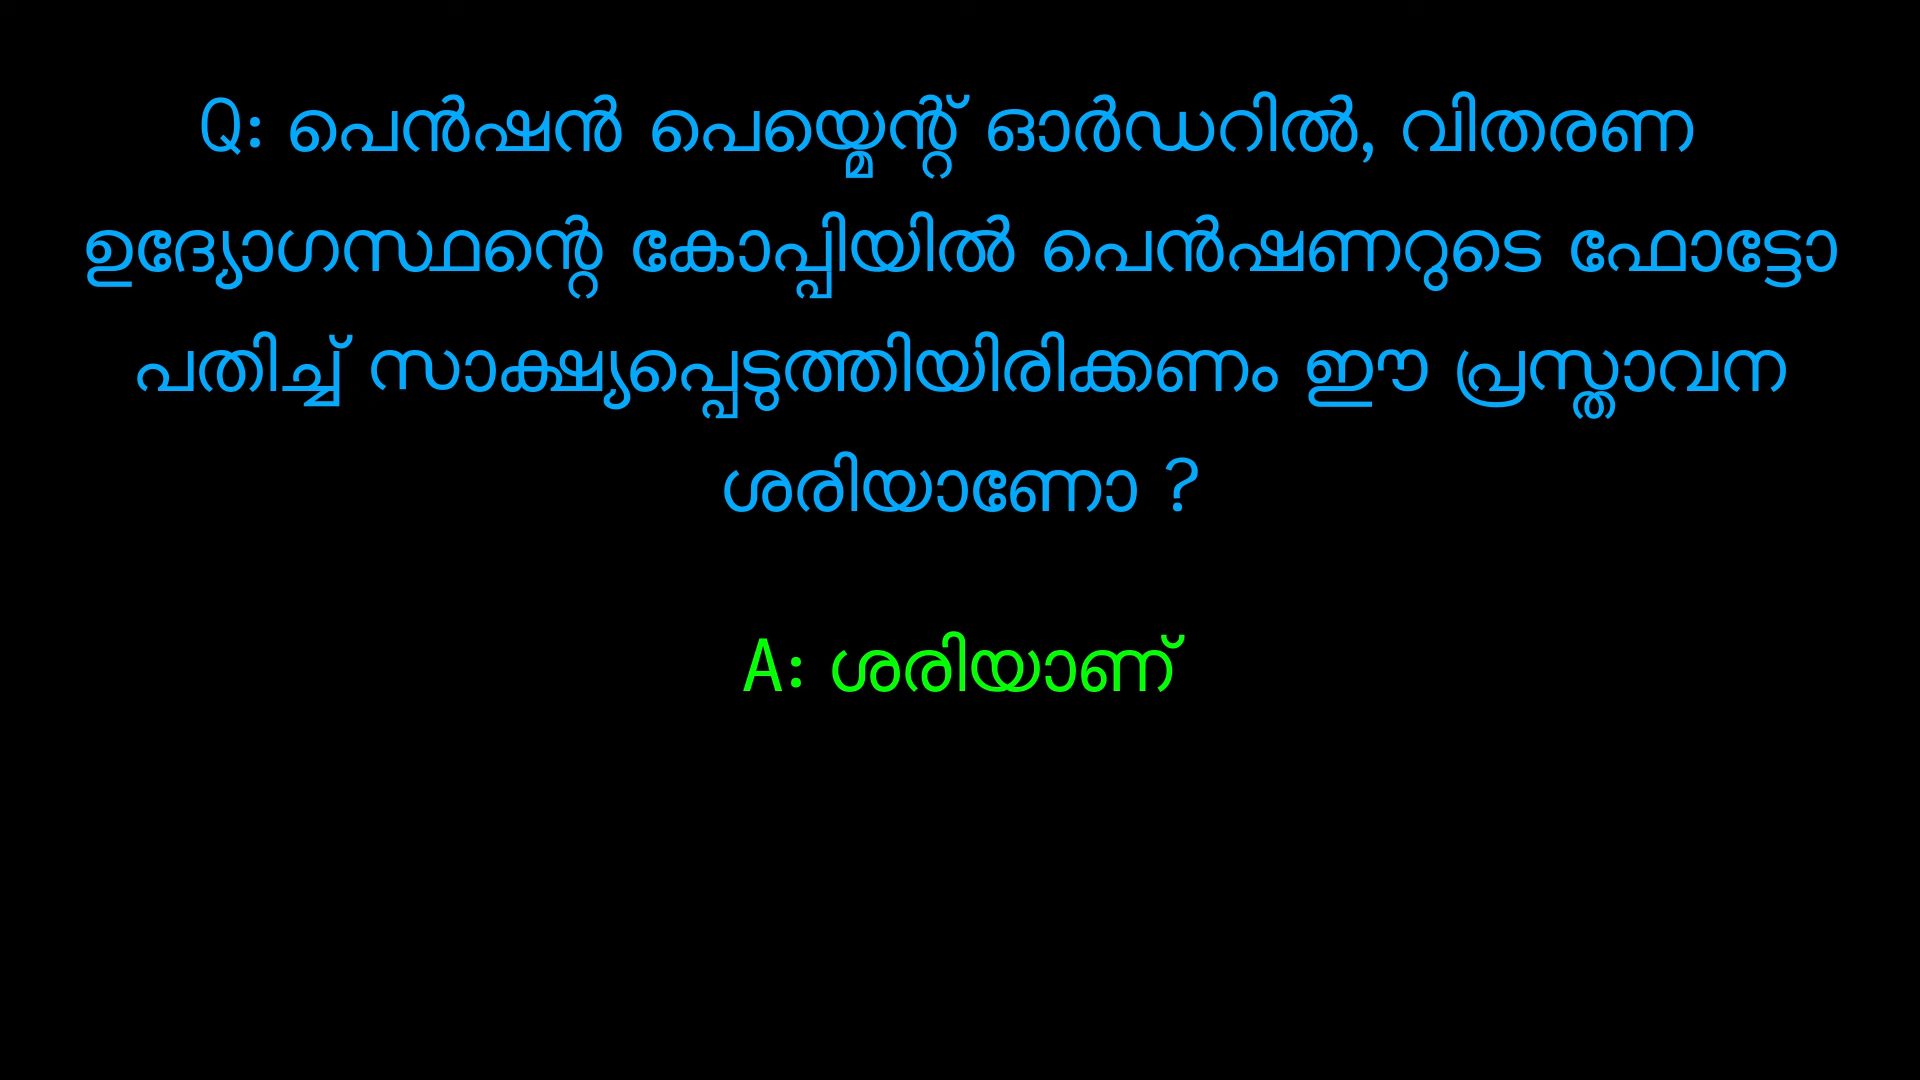 Q: പെൻഷൻ പെയ്മെന്റ് ഓർഡറിൽ, വിതരണ
ഉദ്യോഗസ്ഥന്റെ കോപ്പിയിൽ പെൻഷണറുടെ ഫോട്ടോ
പതിച്ച് സാക്ഷ്യപ്പെടുത്തിയിരിക്കണം ഈ പ്രസ്താവന
ശരിയാണോ ?
A: ശരിയാണ്